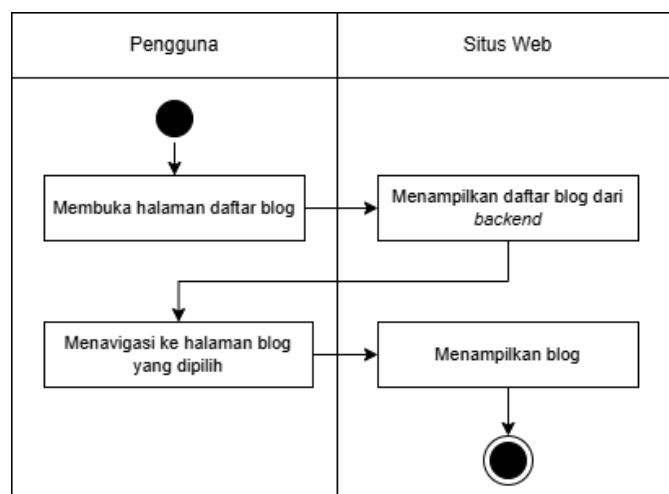 Pengguna
Situs Web
Membuka halaman daftar blog
Menampilkan daftar blog dari
backend
Menavigasi ke halaman blog
yang dipilih
Menampilkan blog